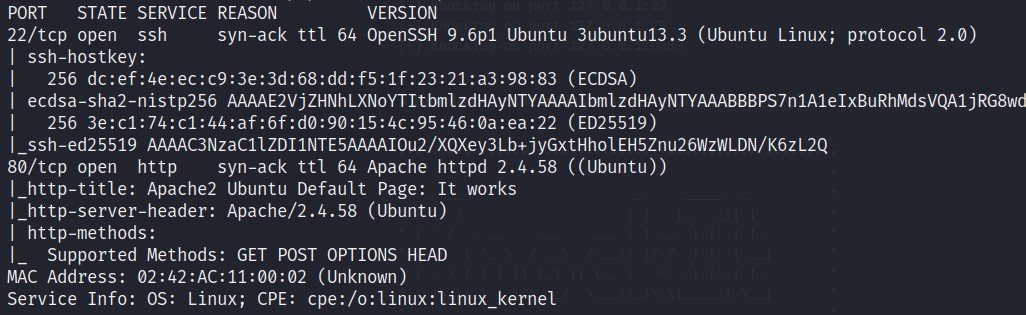 PORT   STATE SERVICE REASON         VERSION
22/tcp open  ssh     syn-ack ttl 64 OpenSSH 9.6p1 Ubuntu 3ubuntu13.3 (Ubuntu Linux; protocol 2.0)
| ssh-hostkey:
|   256 dc:ef:4e:ec:c9:3e:3d:68:dd:f5:1f:23:21:a3:98:83 (ECDSA)
| ecdsa-sha2-nistp256 AAAAE2VjZHNhLXNoYTItbmlzdHAyNTYAAAAIbmlzdHAyNTYAAABBBPS7n1A1eIxBuRhMdsVQA1jRG8wd
|   256 3e:c1:74:c1:44:af:6f:d0:90:15:4c:95:46:0a:ea:22 (ED25519)
|_ssh-ed25519 AAAAC3NzaC1lZDI1NTE5AAAAIOu2/XQXey3Lb+jyGxtHholEH5Znu26WzWLDN/K6zL2Q
80/tcp open  http    syn-ack ttl 64 Apache httpd 2.4.58 ((Ubuntu))
|_http-title: Apache2 Ubuntu Default Page: It works
|_http-server-header: Apache/2.4.58 (Ubuntu)
| http-methods:
|_  Supported Methods: GET POST OPTIONS HEAD
MAC Address: 02:42:AC:11:00:02 (Unknown)
Service Info: OS: Linux; CPE: cpe:/o:linux:linux_kernel